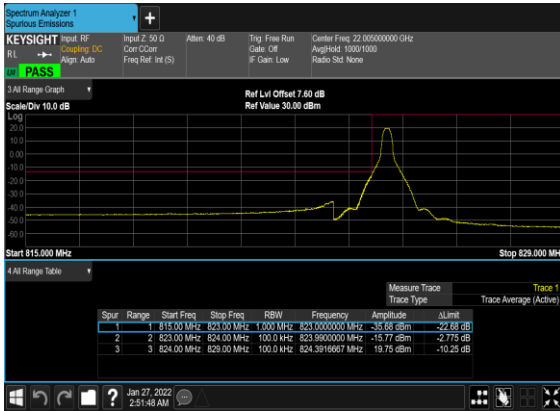 Spectrum Analyzer 1
Spurious Emissions
+
KEYSIGHT Input: RF Input Z: 50 Ω Atten: 40 dB Trig: Free Run Center Freq: 22.005000000 GHz
RL Coupling: DC Corr CCorr Gate: Off Avg|Hold: 1000/1000
Align: Auto Freq Ref: Int (S) IF Gain: Low Radio Std: None
LXI PASS
3 All Range Graph
Ref Lvl Offset 7.60 dB
Scale/Div 10.0 dB Ref Value 30.00 dBm
Log
20.0
10.0
0.00
-10.0
-20.0
-30.0
-40.0
-50.0
-60.0
Start 815.000 MHz Stop 829.000 MH
4 All Range Table
Measure Trace Trace 1
Trace Type Trace Average (Active)
Spur Range Start Freq Stop Freq RBW Frequency Amplitude ΔLimit
1 1 815.00 MHz 823.00 MHz 1.000 MHz 823.0000000 MHz -35.68 dBm -22.68 dB
2 2 823.00 MHz 824.00 MHz 100.0 kHz 823.9900000 MHz -15.77 dBm -2.775 dB
3 3 824.00 MHz 829.00 MHz 100.0 kHz 824.3916667 MHz 19.75 dBm -10.25 dB
?
Jan 27, 2022
2:51:48 AM